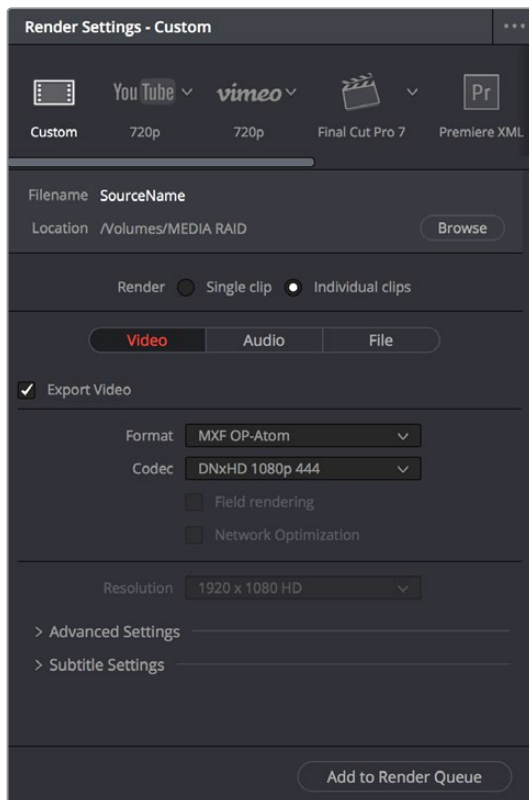 Render Settings - Custom
YouTube vimeo Pr
Custom 720p 720p Final Cut Pro 7 Premiere XML
Filename SourceName
Location /Volumes/MEDIA RAID Browse
Render Single clip Individual clips
Video Audio File
Export Video
Format MXF OP-Atom
Codec DNxHD 1080p 444
Field rendering
Network Optimization
Resolution 1920 x 1080 HD
Advanced Settings
Subtitle Settings
Add to Render Queue